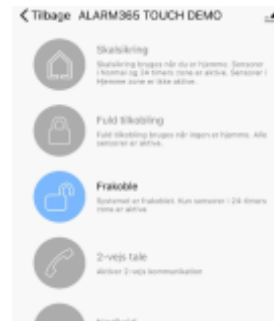 Tilbage ALARM365 TOUCH DEMO
Skalsikring
Skalsikring bruges når du er hjemme. Sensorer
i Normal og 24 timers zone er aktive. Sensorer i
Hjemme zone er ikke aktive.
Fuld tilkobling
Fuld tilkobling bruges når ingen er hjemme. Alle
sensorer er aktive.
Frakoble
Systemet er frakoblet. Kun sensorer i 24 timers
zone er aktive
2-vejs tale
Aktiver 2-vejs kommunikation